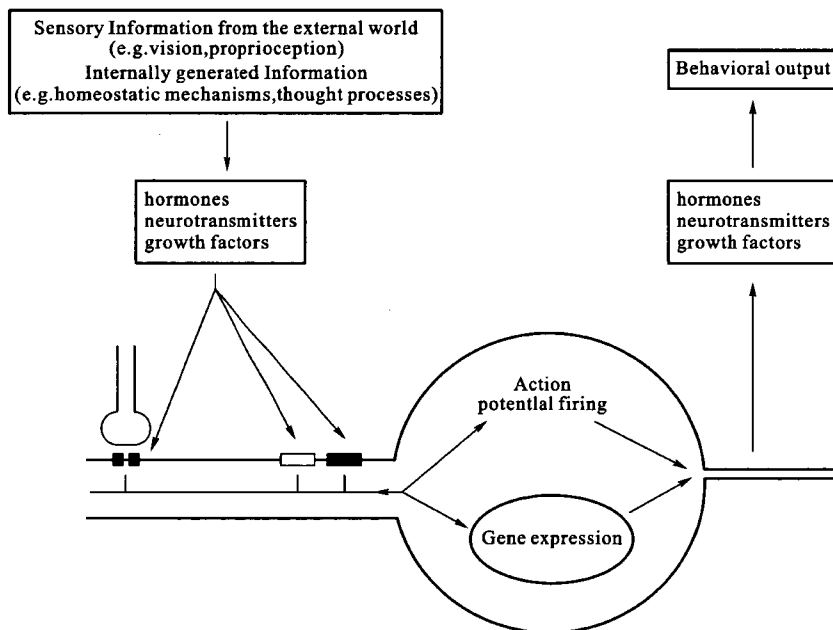 Sensory Information from the external world
(e.g.vision,proprioception)
Internally generated Information
(e.g.homeostatic mechanisms,thought processes)
Behavioral output
hormones
neurotransmitters
growth factors
hormones
neurotransmitters
growth factors
Action
potential firing
Gene expression